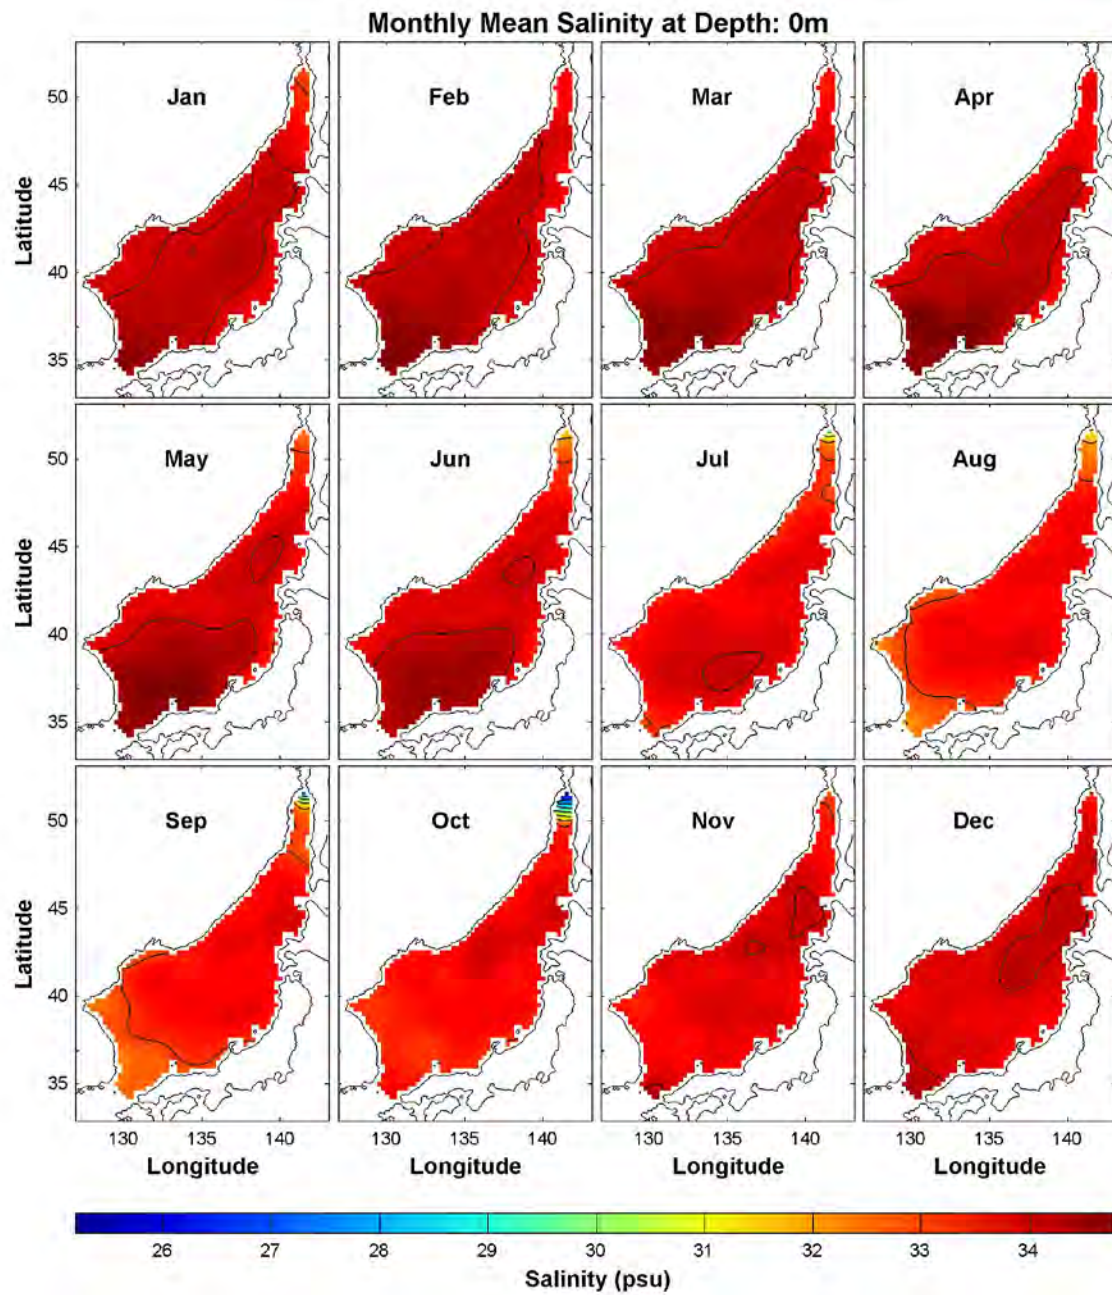 Monthly Mean Salinity at Depth: 0m
Jan Feb Mar Apr
50
45
40
35
Latitude
May Jun Jul Aug
50
45
40
35
Latitude
Sep Oct Nov Dec
50
45
40
35
Latitude
130 135 140 130 135 140 130 135 140 130 135 140
Longitude Longitude Longitude Longitude
26 27 28 29 30 31 32 33 34
Salinity (psu)